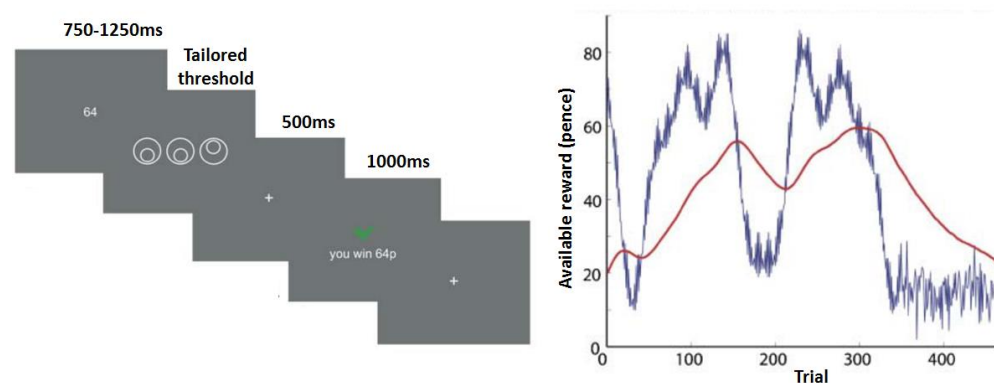 750-1250ms
Tailored
threshold
64
500ms
1000ms
you win 64p
Available reward (pence)
80
60
40
20
0
0
100
200
300
400
Trial